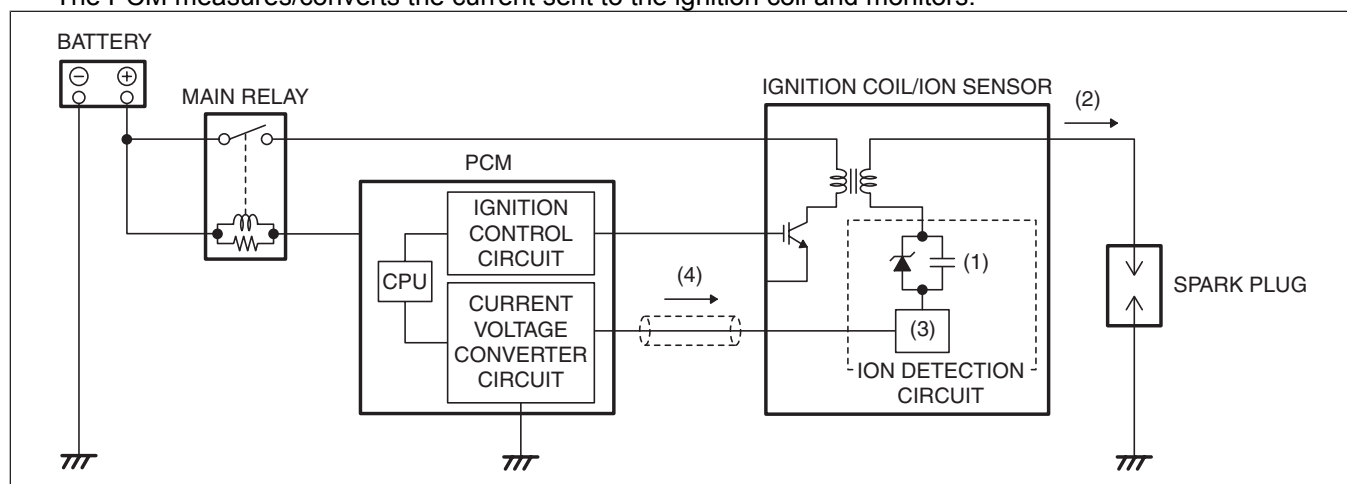 The PCM measures/converts the current sent to the ignition coil and monitors.
BATTERY
MAIN RELAY
PCM
IGNITION
CONTROL
CIRCUIT
CPU
CURRENT
VOLTAGE
CONVERTER
CIRCUIT
(4)
IGNITION COIL/ION SENSOR
(2)
(1)
(3)
ION DETECTION
CIRCUIT
SPARK PLUG